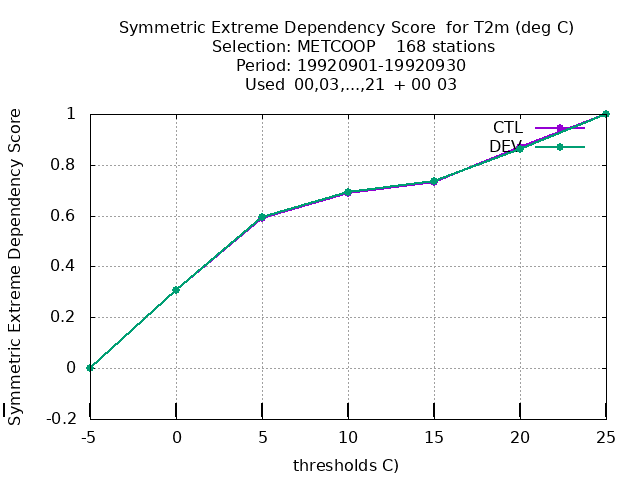 Symmetric Extreme Dependency Score  for T2m (deg C)
Selection: METCOOP    168 stations
Period: 19920901-19920930
Used  00,03,...,21  + 00 03
Symmetric Extreme Dependency Score
CTL
DEV
1
0.8
0.6
0.4
0.2
0
-0.2
-5
0
5
10
15
20
25
thresholds C)